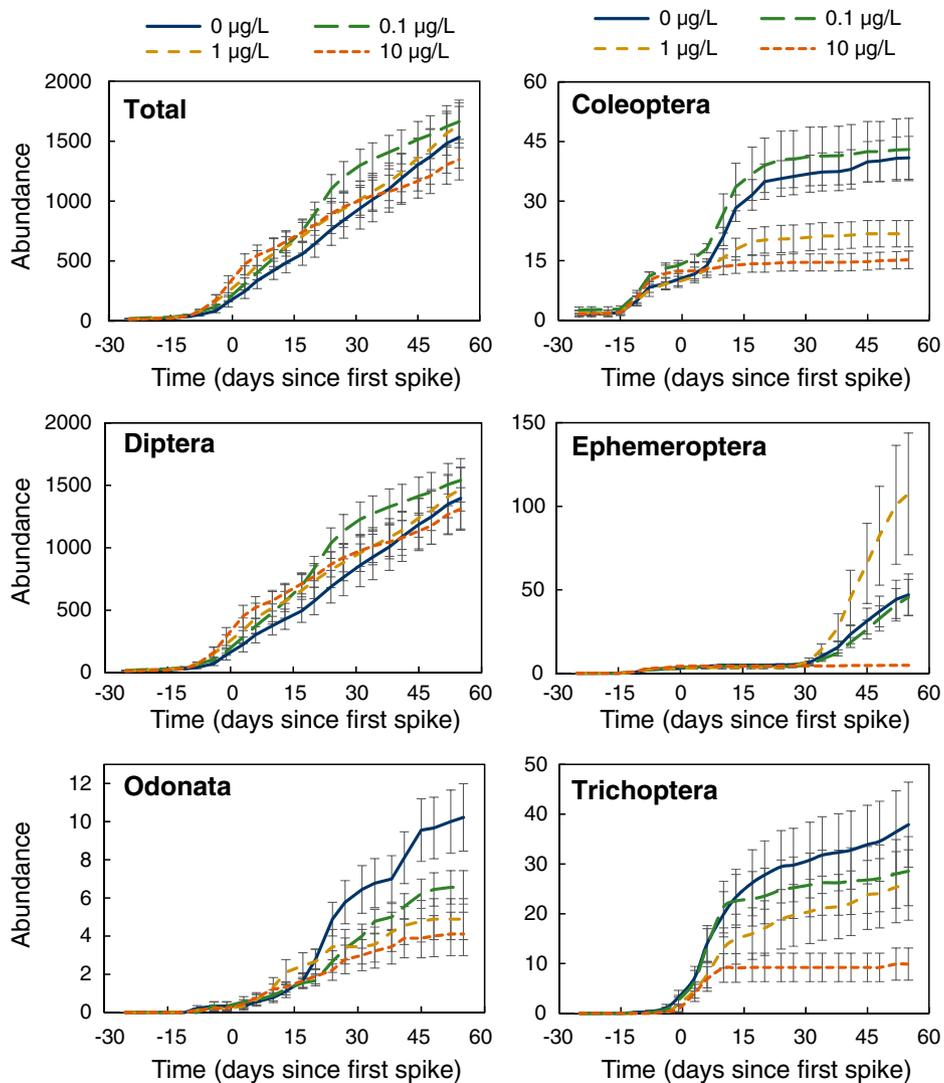 0 µg/L 0.1 µg/L
1 µg/L 10 µg/L
0 µg/L 0.1 µg/L
1 µg/L 10 µg/L
Total
2000
1500
1000
500
0
Abundance
-30 -15 0 15 30 45 60
Time (days since first spike)
Coleoptera
60
45
30
15
0
-30 -15 0 15 30 45 60
Time (days since first spike)
Diptera
2000
1500
1000
500
0
Abundance
-30 -15 0 15 30 45 60
Time (days since first spike)
Ephemeroptera
150
100
50
0
-30 -15 0 15 30 45 60
Time (days since first spike)
Odonata
12
10
8
6
4
2
0
Abundance
-30 -15 0 15 30 45 60
Time (days since first spike)
Trichoptera
50
40
30
20
10
0
-30 -15 0 15 30 45 60
Time (days since first spike)